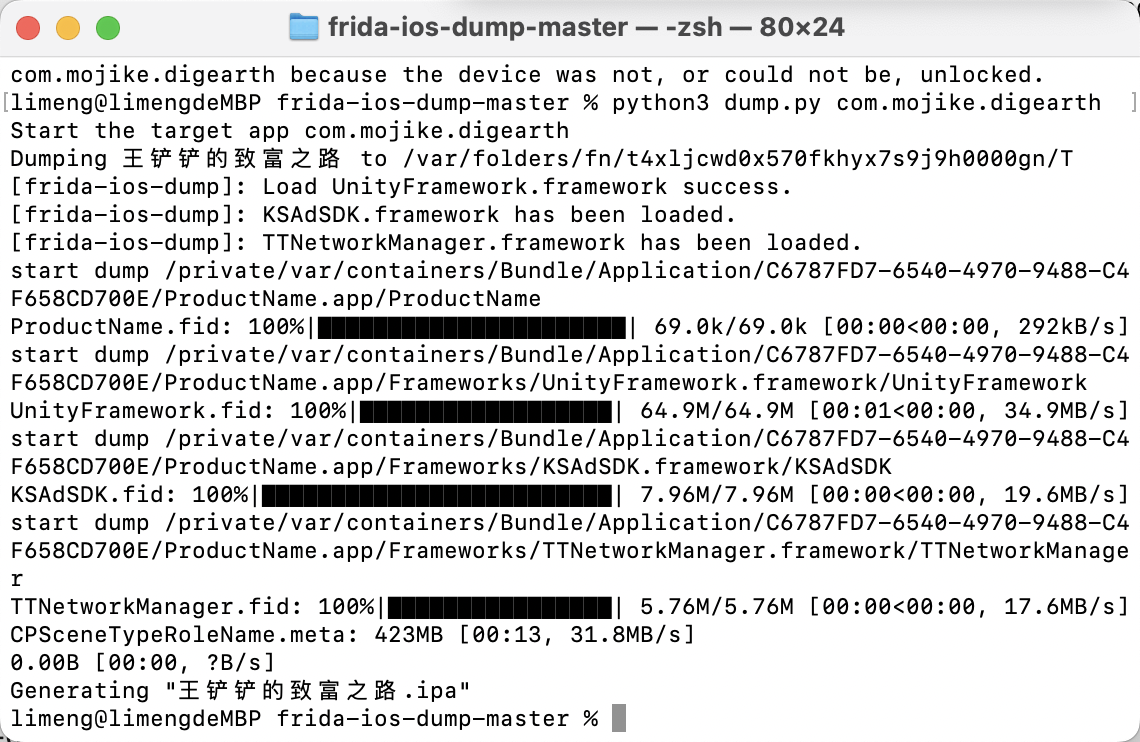 frida-ios-dump-master — -zsh — 80×24
com.mojike.digearth because the device was not, or could not be, unlocked.
[limeng@limengdeMBP frida-ios-dump-master % python3 dump.py com.mojike.digearth ]
Start the target app com.mojike.digearth
Dumping 王铲铲的致富之路 to /var/folders/fn/t4xljcwd0x570fkhyx7s9j9h0000gn/T
[frida-ios-dump]: Load UnityFramework.framework success.
[frida-ios-dump]: KSAdSDK.framework has been loaded.
[frida-ios-dump]: TTNetworkManager.framework has been loaded.
start dump /private/var/containers/Bundle/Application/C6787FD7-6540-4970-9488-C4
F658CD700E/ProductName.app/ProductName
ProductName.fid: 100%|██████████████████████| 69.0k/69.0k [00:00<00:00, 292kB/s]
start dump /private/var/containers/Bundle/Application/C6787FD7-6540-4970-9488-C4
F658CD700E/ProductName.app/Frameworks/UnityFramework.framework/UnityFramework
UnityFramework.fid: 100%|██████████████████| 64.9M/64.9M [00:01<00:00, 34.9MB/s]
start dump /private/var/containers/Bundle/Application/C6787FD7-6540-4970-9488-C4
F658CD700E/ProductName.app/Frameworks/KSAdSDK.framework/KSAdSDK
KSAdSDK.fid: 100%|█████████████████████████| 7.96M/7.96M [00:00<00:00, 19.6MB/s]
start dump /private/var/containers/Bundle/Application/C6787FD7-6540-4970-9488-C4
F658CD700E/ProductName.app/Frameworks/TTNetworkManager.framework/TTNetworkManage
r
TTNetworkManager.fid: 100%|████████████████| 5.76M/5.76M [00:00<00:00, 17.6MB/s]
CPSceneTypeRoleName.meta: 423MB [00:13, 31.8MB/s]
0.00B [00:00, ?B/s]
Generating "王铲铲的致富之路.ipa"
limeng@limengdeMBP frida-ios-dump-master %